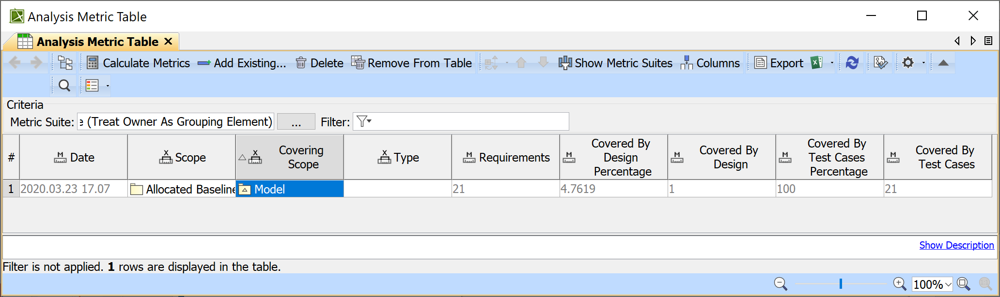 Analysis Metric Table
Analysis Metric Table
Calculate Metrics Add Existing... Delete Remove From Table Show Metric Suites Columns Export
Criteria
Metric Suite: (Treat Owner As Grouping Element) ... Filter:
# Date Scope Covering Scope Type Requirements Covered By Design Percentage Covered By Design Covered By Test Cases Percentage Covered By Test Cases
1 2020.03.23 17.07 Allocated Baseline Model 21 4.7619 1 100 21
Show Description
Filter is not applied. 1 rows are displayed in the table.
100%